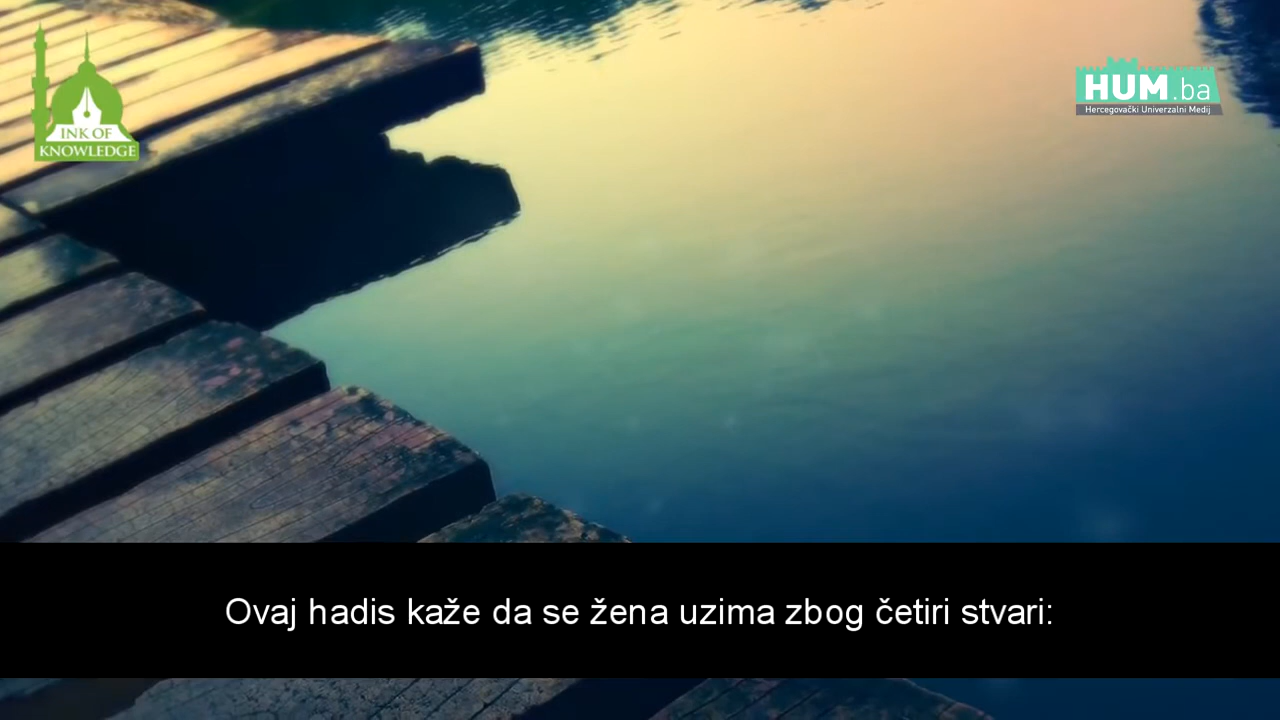 INK OF
KNOWLEDGE
HUM.ba
Hercegovački Univerzalni Medij
Ovaj hadis kaže da se žena uzima zbog četiri stvari: